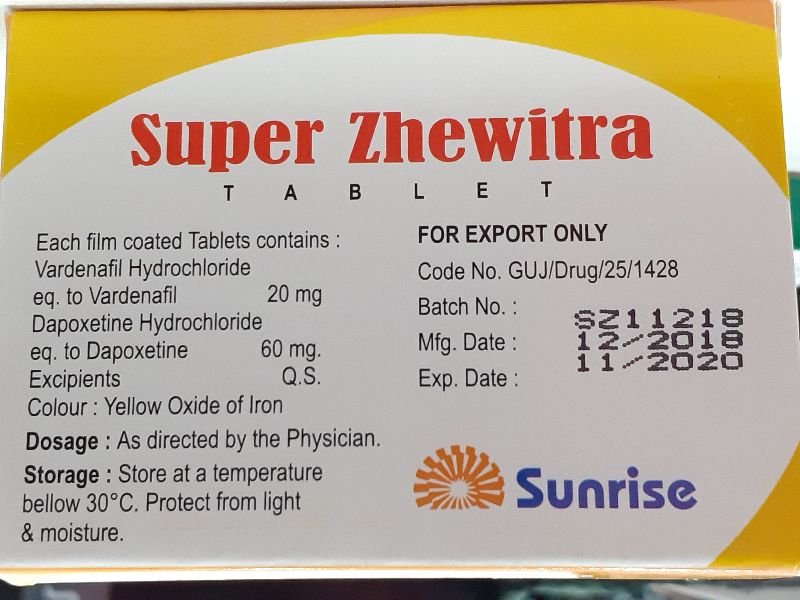 Super Zhewitra
TABLET
Each film coated Tablets contains :
Vardenafil Hydrochloride
eq. to Vardenafil 20 mg
Dapoxetine Hydrochloride
eq. to Dapoxetine 60 mg.
Excipients Q.S.
Colour : Yellow Oxide of Iron
Dosage : As directed by the Physician.
Storage : Store at a temperature
bellow 30°C. Protect from light
& moisture.
FOR EXPORT ONLY
Code No. GUJ/Drug/25/1428
Batch No. : SZ11218
Mfg. Date : 12/2018
Exp. Date : 11/2020
Sunrise